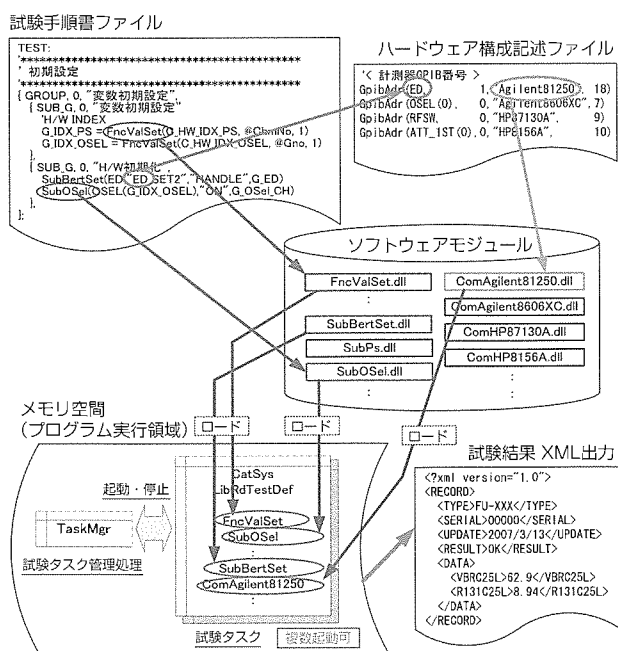 試験手順書ファイル
TEST:
'*******************************************
' 初期設定
'*******************************************
{ GROUP, 0, "変数初期設定",
{ SUB_G, 0, "変数初期設定"
'H/W INDEX
G_IDX_PS = FncValSet(C_HW_IDX_PS, @ChnNo, 1)
G_IDX_OSEL = FncValSet(C_HW_IDX_OSEL, @Gno, 1)
},
{ SUB_G, 0, "H/W初期化",
SubBertSet(ED,"ED_SET2","HANDLE",G_ED)
SubOSel(OSEL(G_IDX_OSEL),"ON",G_OSel_CH)
},
};
ハードウェア構成記述ファイル
'< 計測器GPIB番号 >
GpibAdr(ED, 1,"Agilent81250", 18)
GpibAdr(OSEL(0), 0,"Agilent8606XC", 7)
GpibAdr(RFSW, 0,"HP87130A", 9)
GpibAdr(ATT_1ST(0),0,"HP8156A", 10)
ソフトウェアモジュール
FncValSet.dll
:
SubBertSet.dll
SubPs.dll
SubOSel.dll
:
ComAgilent81250.dll
ComAgilent8606XC.dll
ComHP87130A.dll
ComHP8156A.dll
:
メモリ空間
(プログラム実行領域)
ロード
ロード
ロード
CatSys
LibRdTestDef
FncValSet
SubOSel
:
SubBertSet
ComAgilent81250
:
起動・停止
TaskMgr
試験タスク管理処理
試験タスク
複数起動可
試験結果 XML出力
<?xml version="1.0">
<RECORD>
<TYPE>FU-XXX</TYPE>
<SERIAL>00000</SERIAL>
<UPDATE>2007/3/13</UPDATE>
<RESULT>OK</RESULT>
<DATA>
<VBRC25L>62.9</VBRC25L>
<R131C25L>8.94</R131C25L>
</DATA>
</RECORD>